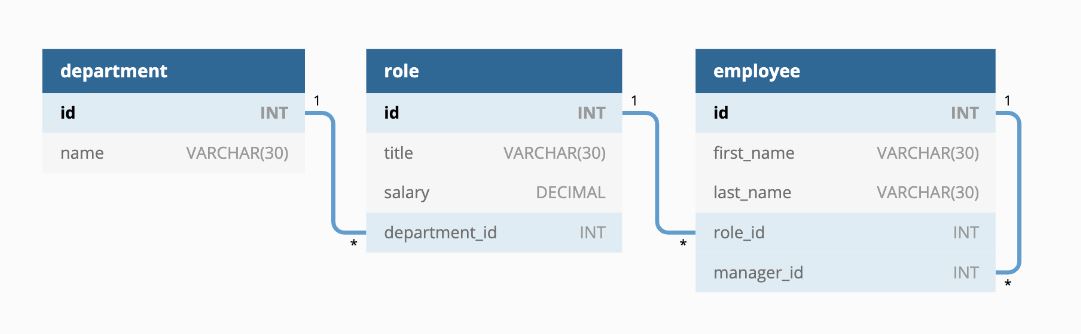 department
id INT
name VARCHAR(30)
1
*
role
id INT
title VARCHAR(30)
salary DECIMAL
department_id INT
1
*
employee
id INT
first_name VARCHAR(30)
last_name VARCHAR(30)
role_id INT
manager_id INT
1
*